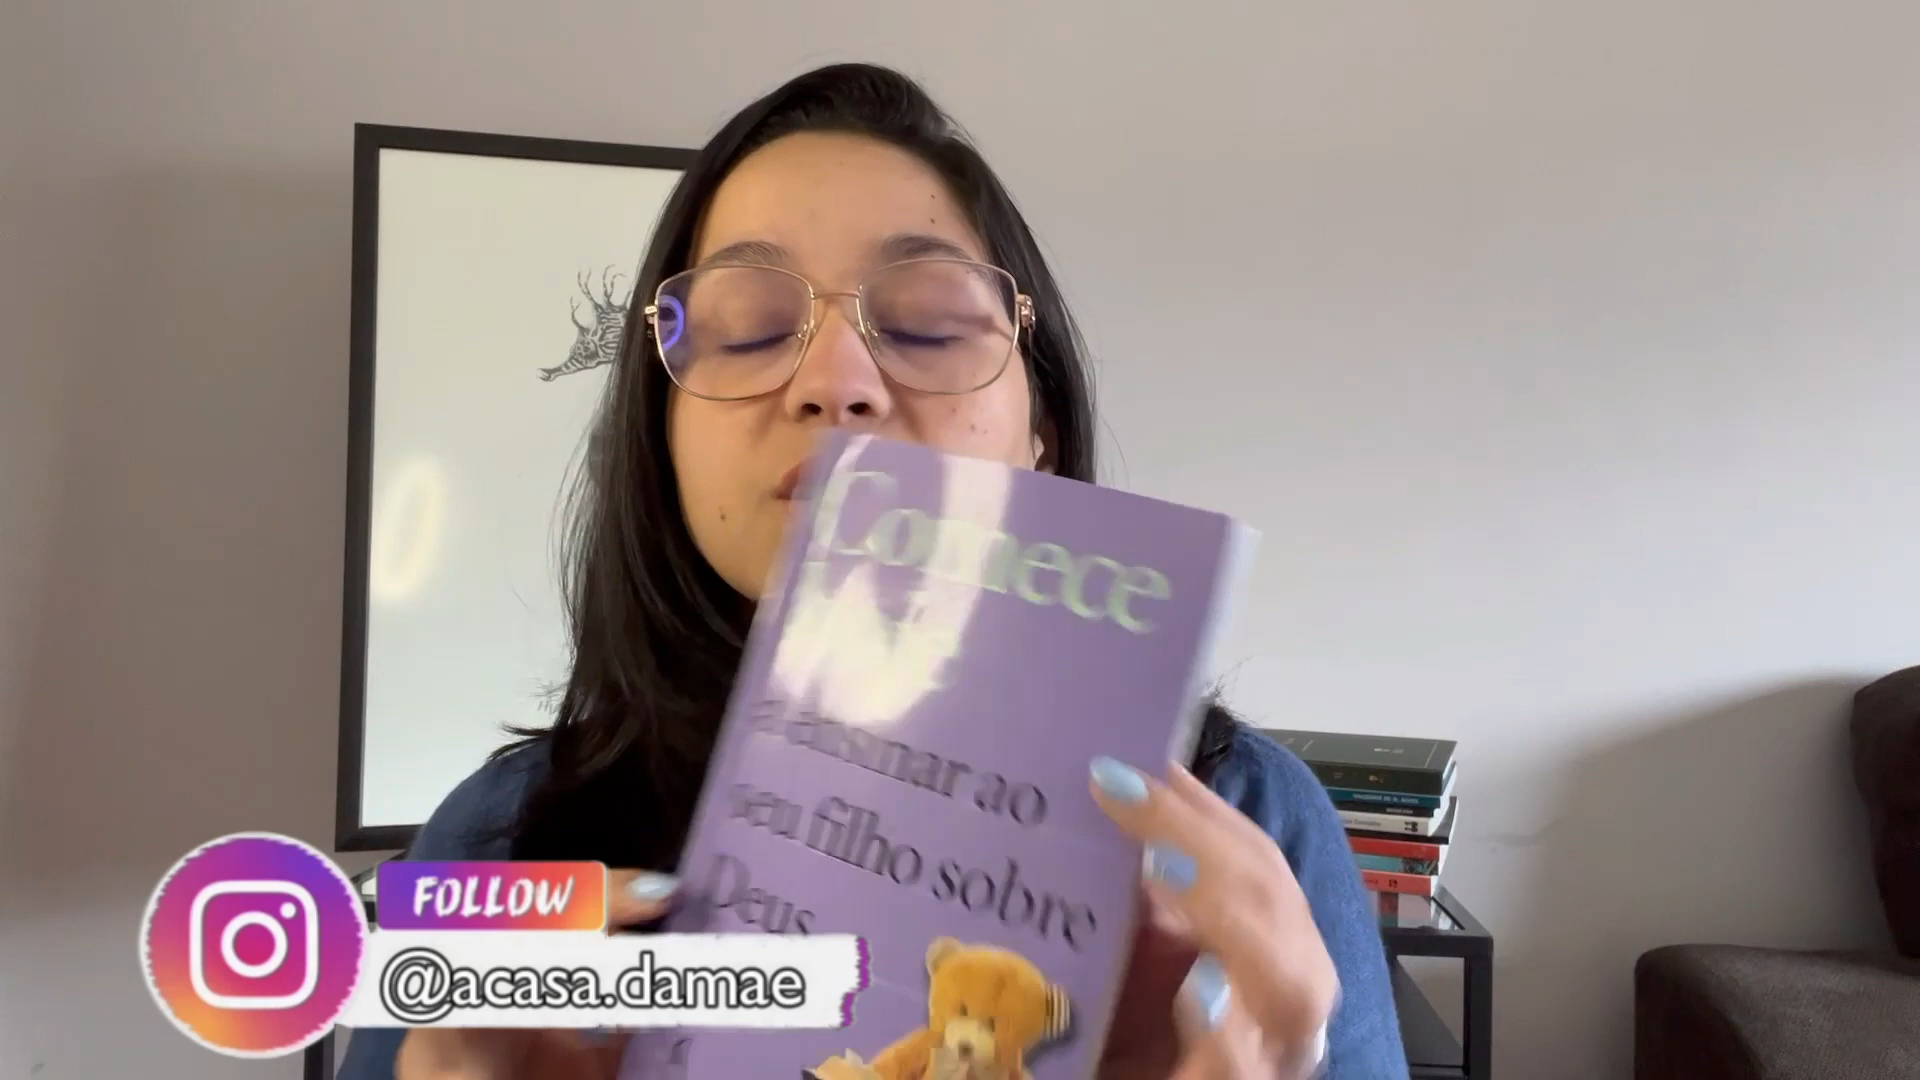 Comece
a ensinar ao
seu filho sobre
Deus
FOLLOW
@acasa.damae